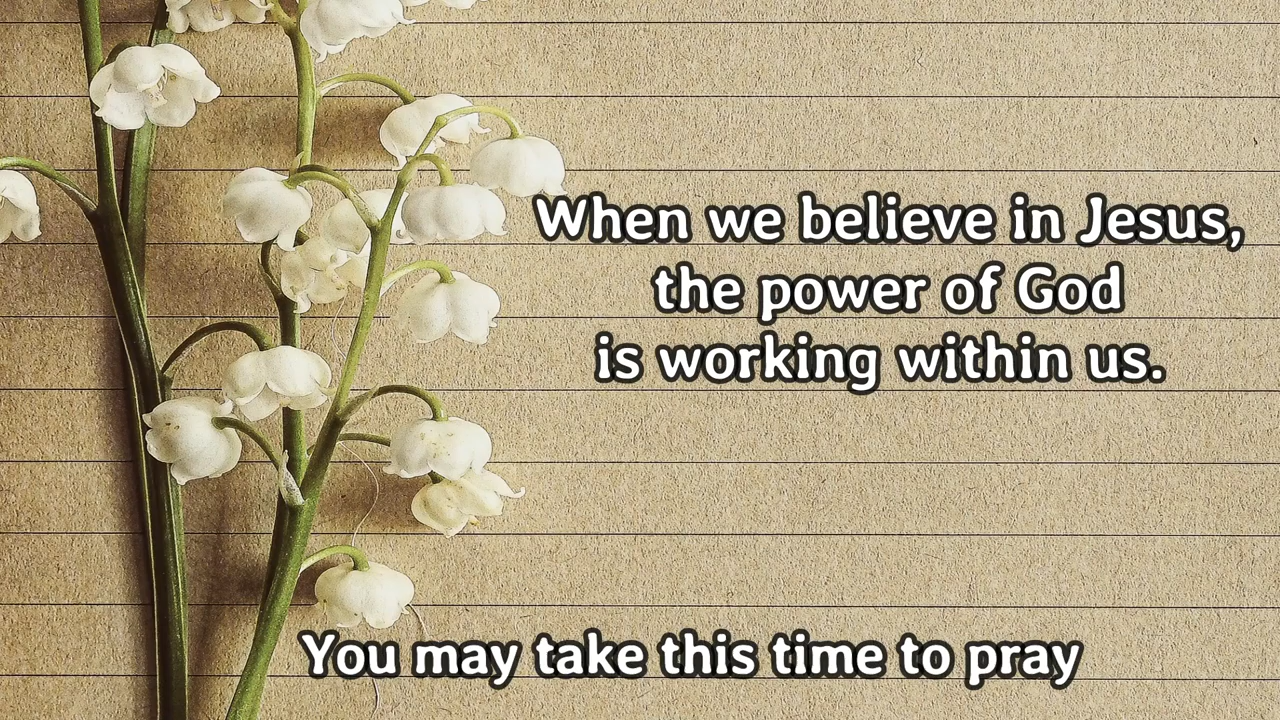 When we believe in Jesus,
the power of God
is working within us.
You may take this time to pray